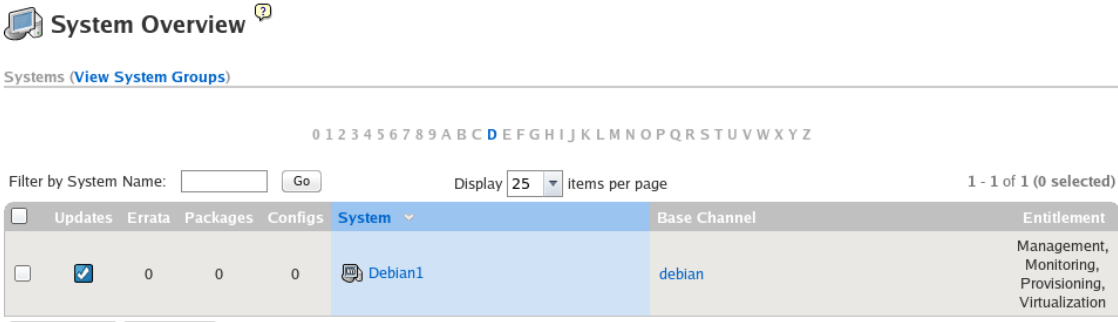 System Overview ?
Systems (View System Groups)
0 1 2 3 4 5 6 7 8 9 A B C D E F G H I J K L M N O P Q R S T U V W X Y Z
Filter by System Name: Go Display 25 items per page 1 - 1 of 1 (0 selected)
Updates Errata Packages Configs System Base Channel Entitlement
0 0 0 Debian1 debian Management,
Monitoring,
Provisioning,
Virtualization